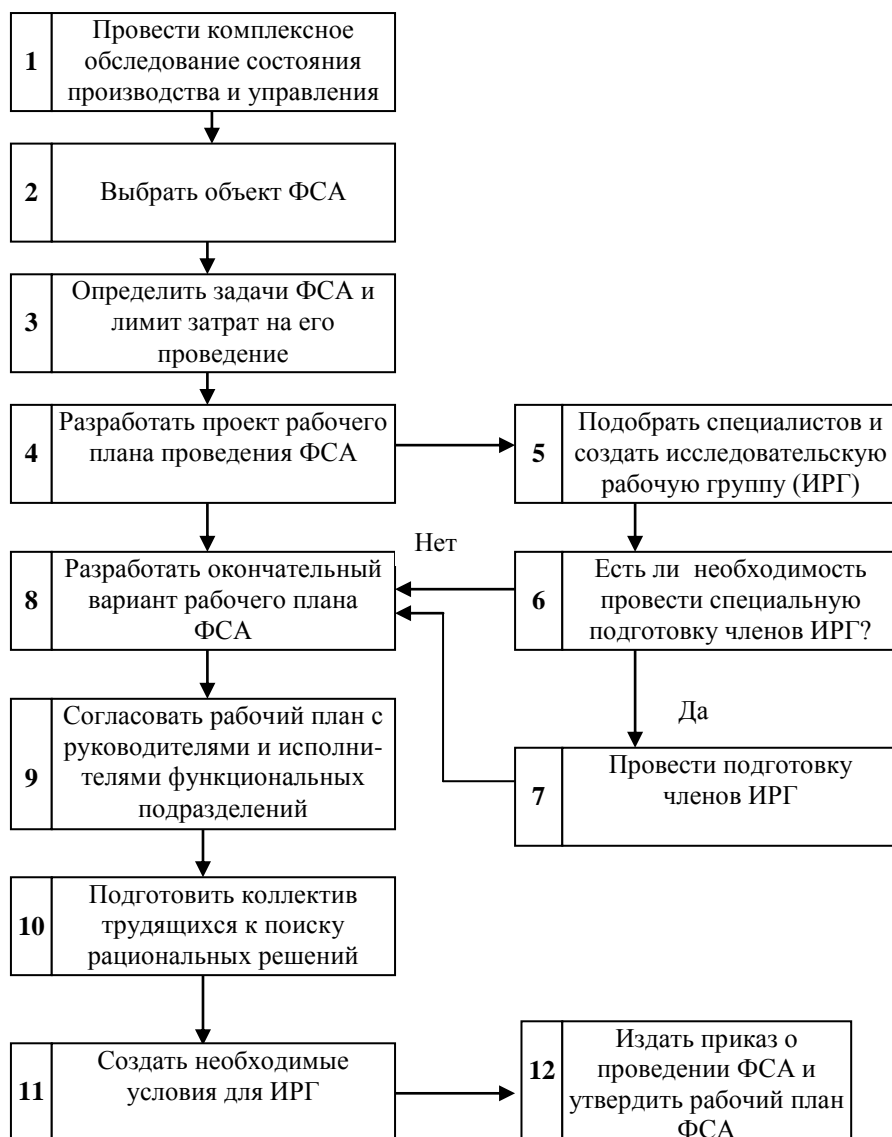 1
Провести комплексное
обследование состояния
производства и управления
2
Выбрать объект ФСА
3
Определить задачи ФСА и
лимит затрат на его
проведение
4
Разработать проект рабочего
плана проведения ФСА
5
Подобрать специалистов и
создать исследовательскую
рабочую группу (ИРГ)
6
Есть ли необходимость
провести специальную
подготовку членов ИРГ?
Нет
Да
7
Провести подготовку
членов ИРГ
8
Разработать окончательный
вариант рабочего плана
ФСА
9
Согласовать рабочий план с
руководителями и исполни-
телями функциональных
подразделений
10
Подготовить коллектив
трудящихся к поиску
рациональных решений
11
Создать необходимые
условия для ИРГ
12
Издать приказ о
проведении ФСА и
утвердить рабочий план
ФСА